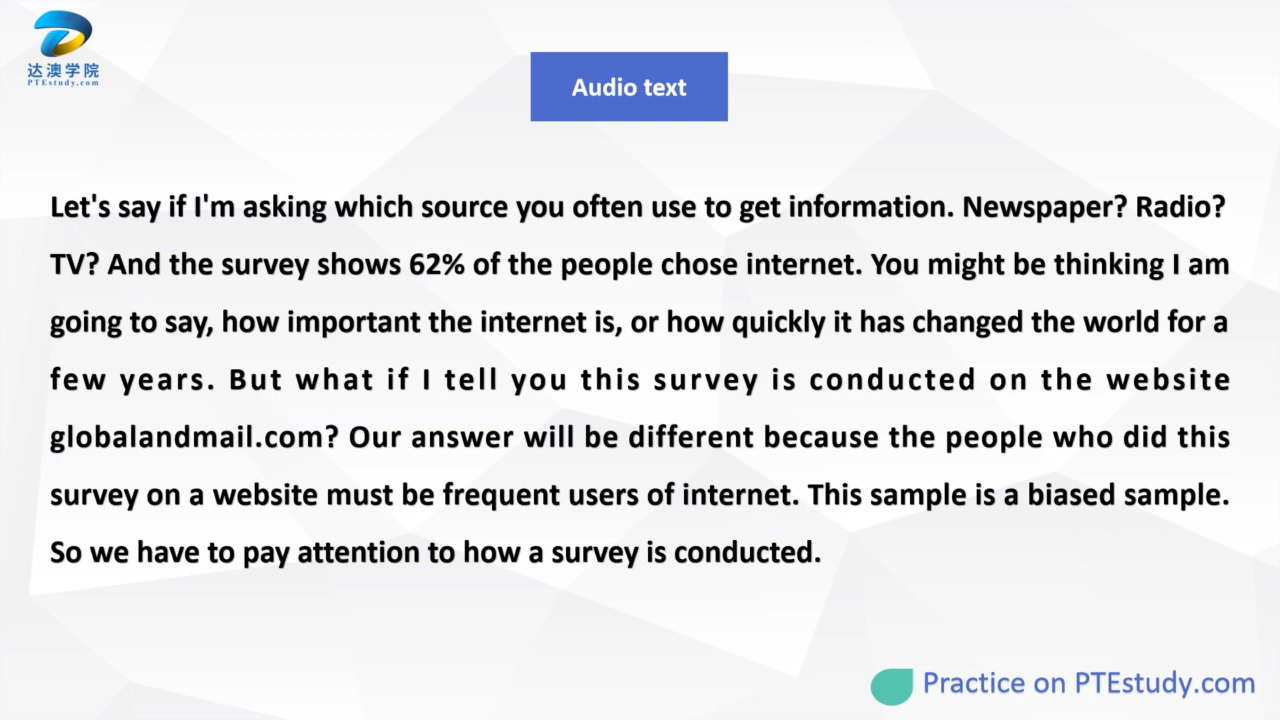 达澳学院
PTEstudy.com
Audio text
Let's say if I'm asking which source you often use to get information. Newspaper? Radio?
TV? And the survey shows 62% of the people chose internet. You might be thinking I am
going to say, how important the internet is, or how quickly it has changed the world for a
few years. But what if I tell you this survey is conducted on the website
globalandmail.com? Our answer will be different because the people who did this
survey on a website must be frequent users of internet. This sample is a biased sample.
So we have to pay attention to how a survey is conducted.
Practice on PTEstudy.com